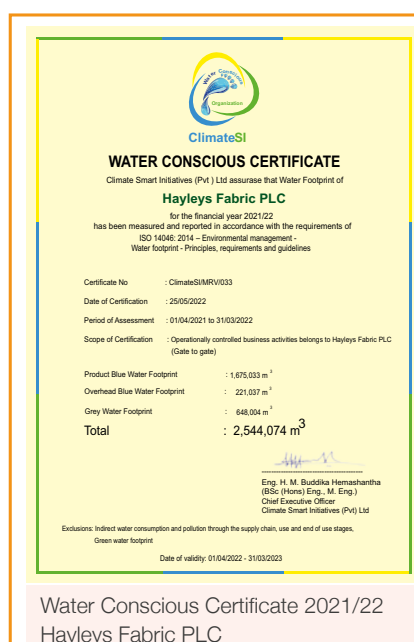 Water Conscious
Organization
ClimateSI
WATER CONSCIOUS CERTIFICATE
Climate Smart Initiatives (Pvt ) Ltd assurase that Water Footprint of
Hayleys Fabric PLC
for the financial year 2021/22
has been measured and reported in accordance with the requirements of
ISO 14046: 2014 – Environmental management -
Water footprint - Principles, requirements and guidelines
Certificate No : ClimateSI/MRV/033
Date of Certification : 25/05/2022
Period of Assessment : 01/04/2021 to 31/03/2022
Scope of Certification : Operationally controlled business activities belongs to Hayleys Fabric PLC
(Gate to gate)
Product Blue Water Footprint : 1,675,033 m³
Overhead Blue Water Footprint : 221,037 m³
Grey Water Footprint : 648,004 m³
Total : 2,544,074 m³
Eng. H. M. Buddika Hemashantha
(BSc (Hons) Eng., M. Eng.)
Chief Executive Officer
Climate Smart Initiatives (Pvt) Ltd
Exclusions: Indirect water consumption and pollution through the supply chain, use and end of use stages,
Green water footprint
Date of validity: 01/04/2022 - 31/03/2023
Water Conscious Certificate 2021/22
Hayleys Fabric PLC